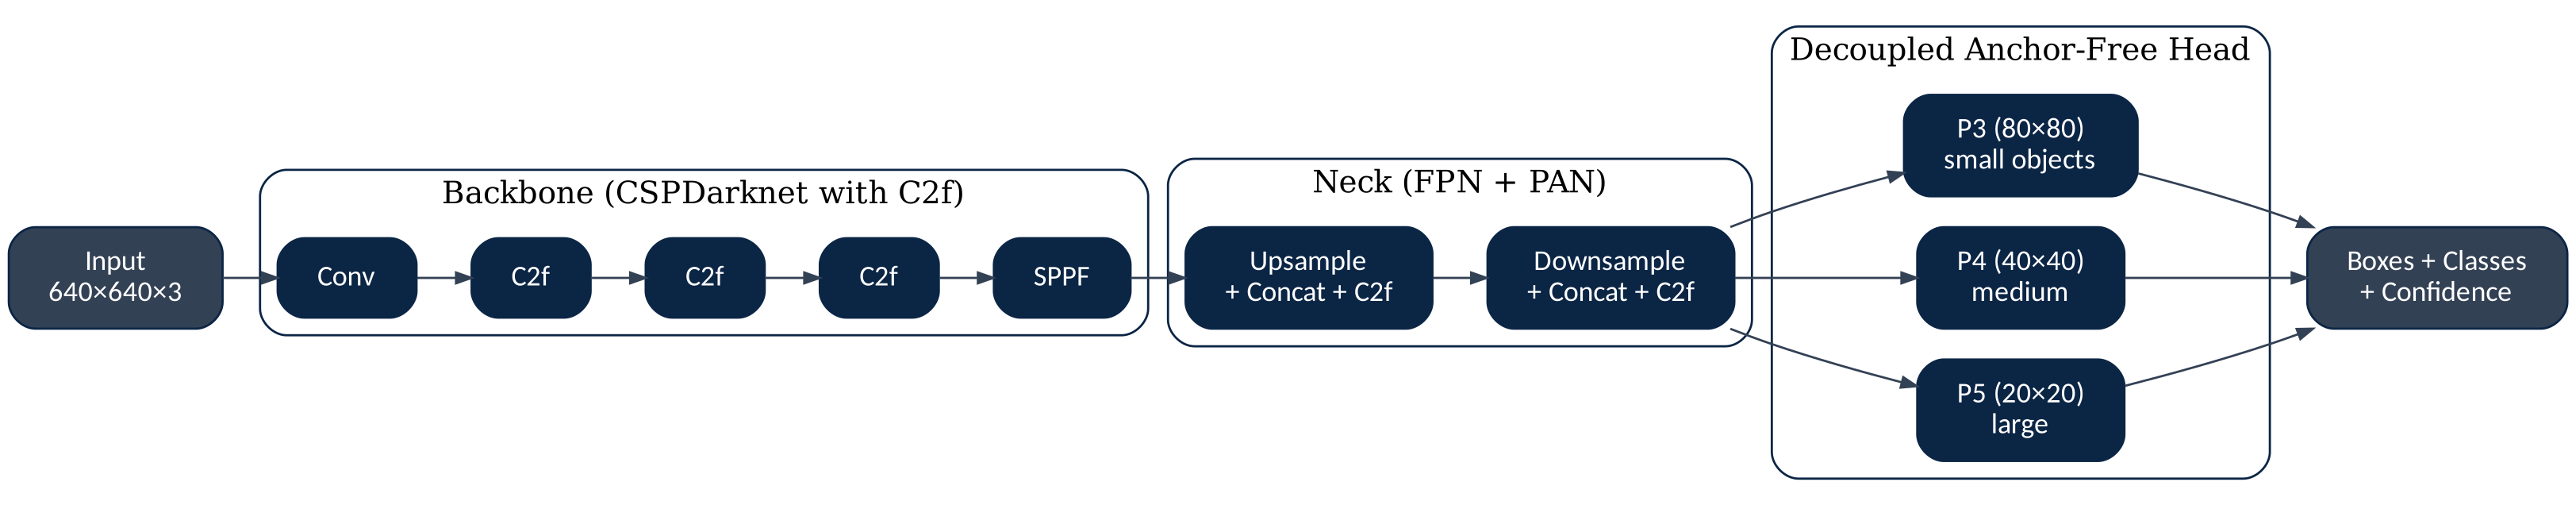 Input
640×640×3
Backbone (CSPDarknet with C2f)
Conv
C2f
C2f
C2f
SPPF
Neck (FPN + PAN)
Upsample
+ Concat + C2f
Downsample
+ Concat + C2f
Decoupled Anchor-Free Head
P3 (80×80)
small objects
P4 (40×40)
medium
P5 (20×20)
large
Boxes + Classes
+ Confidence